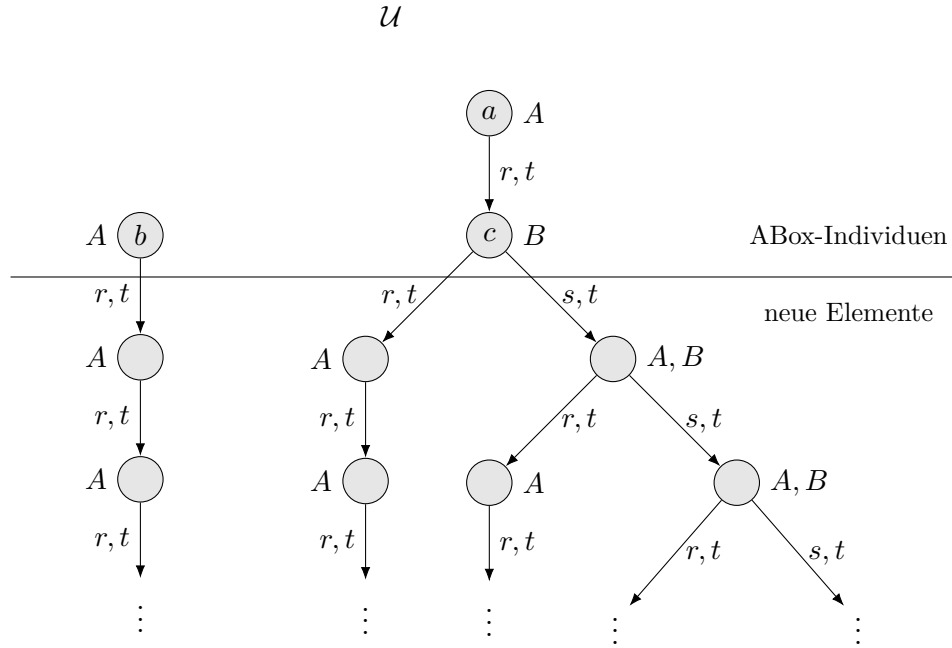 𝒰
a A
r, t
A b c B ABox-Individuen
r, t r, t s, t
neue Elemente
A A A, B
r, t r, t r, t s, t
A A A A, B
r, t r, t r, t r, t s, t
⋮ ⋮ ⋮ ⋮ ⋮